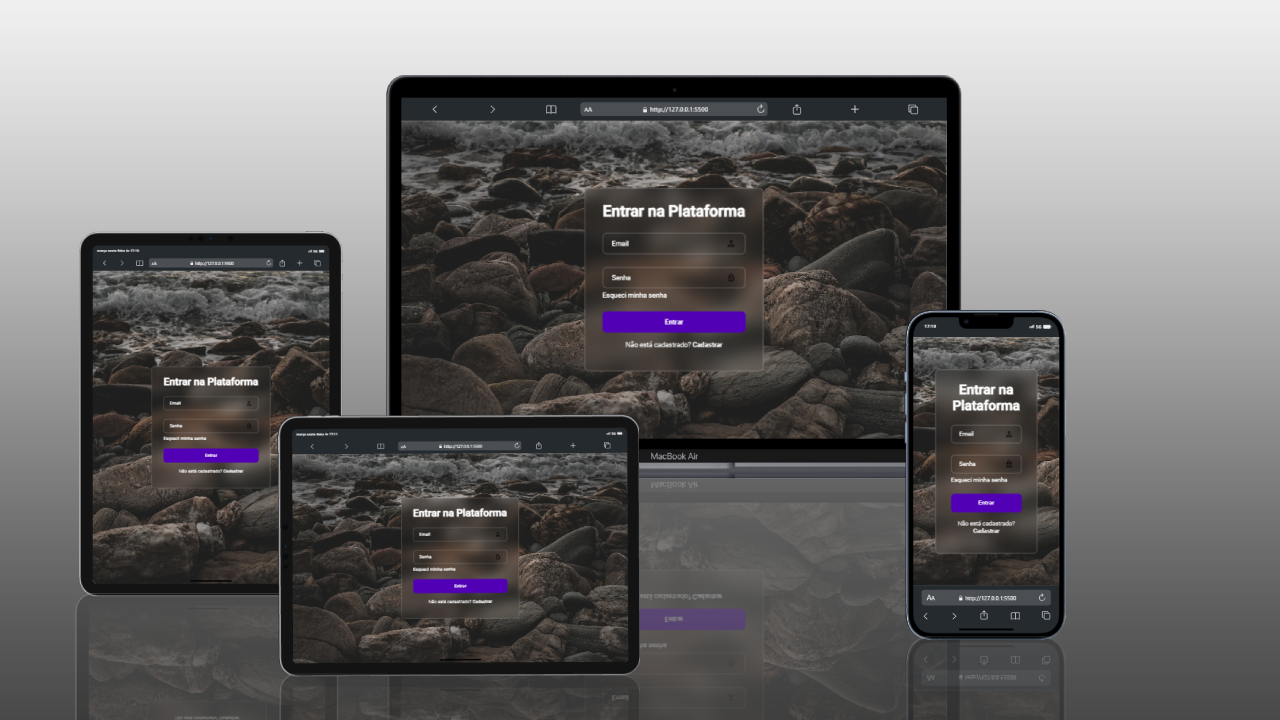 AA
http://127.0.0.1:5500
Entrar na Plataforma
Email
Senha
Esqueci minha senha
Entrar
Não está cadastrado? Cadastrar
MacBook Air
AA
http://127.0.0.1:5500
Entrar na Plataforma
Email
Senha
Esqueci minha senha
Entrar
Não está cadastrado? Cadastrar
AA
http://127.0.0.1:5500
Entrar na Plataforma
Email
Senha
Esqueci minha senha
Entrar
Não está cadastrado? Cadastrar
17:10 5G
Entrar na
Plataforma
Email
Senha
Esqueci minha senha
Entrar
Não está cadastrado?
Cadastrar
AA
http://127.0.0.1:5500